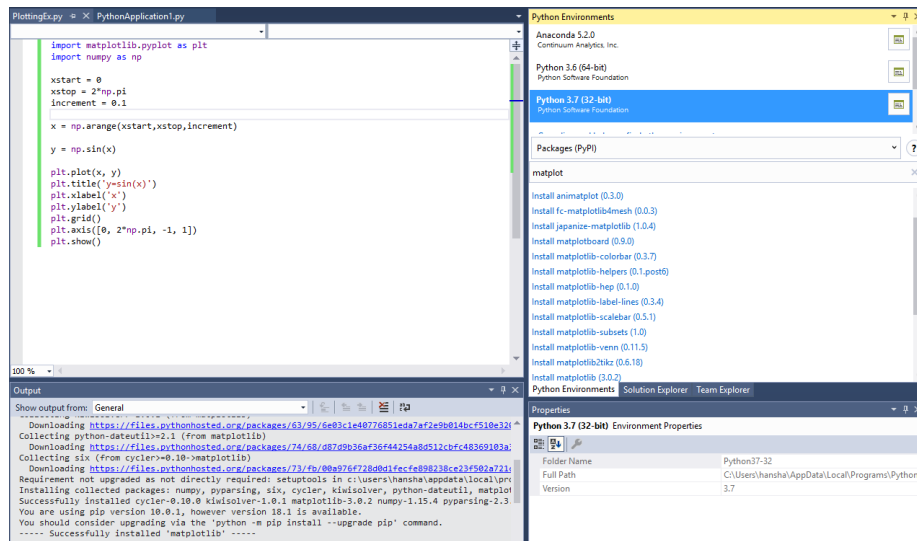 PlottingEx.py PythonApplication1.py
import matplotlib.pyplot as plt
import numpy as np
xstart = 0
xstop = 2*np.pi
increment = 0.1
x = np.arange(xstart,xstop,increment)
y = np.sin(x)
plt.plot(x, y)
plt.title('y=sin(x)')
plt.xlabel('x')
plt.ylabel('y')
plt.grid()
plt.axis([0, 2*np.pi, -1, 1])
plt.show()
100 %
Output
Show output from: General
Downloading https://files.pythonhosted.org/packages/63/95/6e03c1e40776851eda7af2e9b014bcf510e32
Collecting python-dateutil>=2.1 (from matplotlib)
Downloading https://files.pythonhosted.org/packages/74/68/d87d9b36af36f44254a8d512cbfc48369103a
Collecting six (from cycler>=0.10->matplotlib)
Downloading https://files.pythonhosted.org/packages/73/fb/00a976f728d0d1fecfe898238ce23f502a721
Requirement not upgraded as not directly required: setuptools in c:\users\hansha\appdata\local\pr
Installing collected packages: numpy, pyparsing, six, cycler, kiwisolver, python-dateutil, matplot
Successfully installed cycler-0.10.0 kiwisolver-1.0.1 matplotlib-3.0.2 numpy-1.15.4 pyparsing-2.3
You are using pip version 10.0.1, however version 18.1 is available.
You should consider upgrading via the 'python -m pip install --upgrade pip' command.
----- Successfully installed 'matplotlib' -----
Python Environments
Anaconda 5.2.0
Continuum Analytics, Inc.
Python 3.6 (64-bit)
Python Software Foundation
Python 3.7 (32-bit)
Python Software Foundation
Packages (PyPI)
?
matplot
Install animatplot (0.3.0)
Install fc-matplotlib4mesh (0.0.3)
Install japanize-matplotlib (1.0.4)
Install matplotboard (0.9.0)
Install matplotlib-colorbar (0.3.7)
Install matplotlib-helpers (0.1.post6)
Install matplotlib-hep (0.1.0)
Install matplotlib-label-lines (0.3.4)
Install matplotlib-scalebar (0.5.1)
Install matplotlib-subsets (1.0)
Install matplotlib-venn (0.11.5)
Install matplotlib2tikz (0.6.18)
Install matplotlib (3.0.2)
Python Environments Solution Explorer Team Explorer
Properties
Python 3.7 (32-bit) Environment Properties
Folder Name Python37-32
Full Path C:\Users\hansha\AppData\Local\Programs\Python
Version 3.7